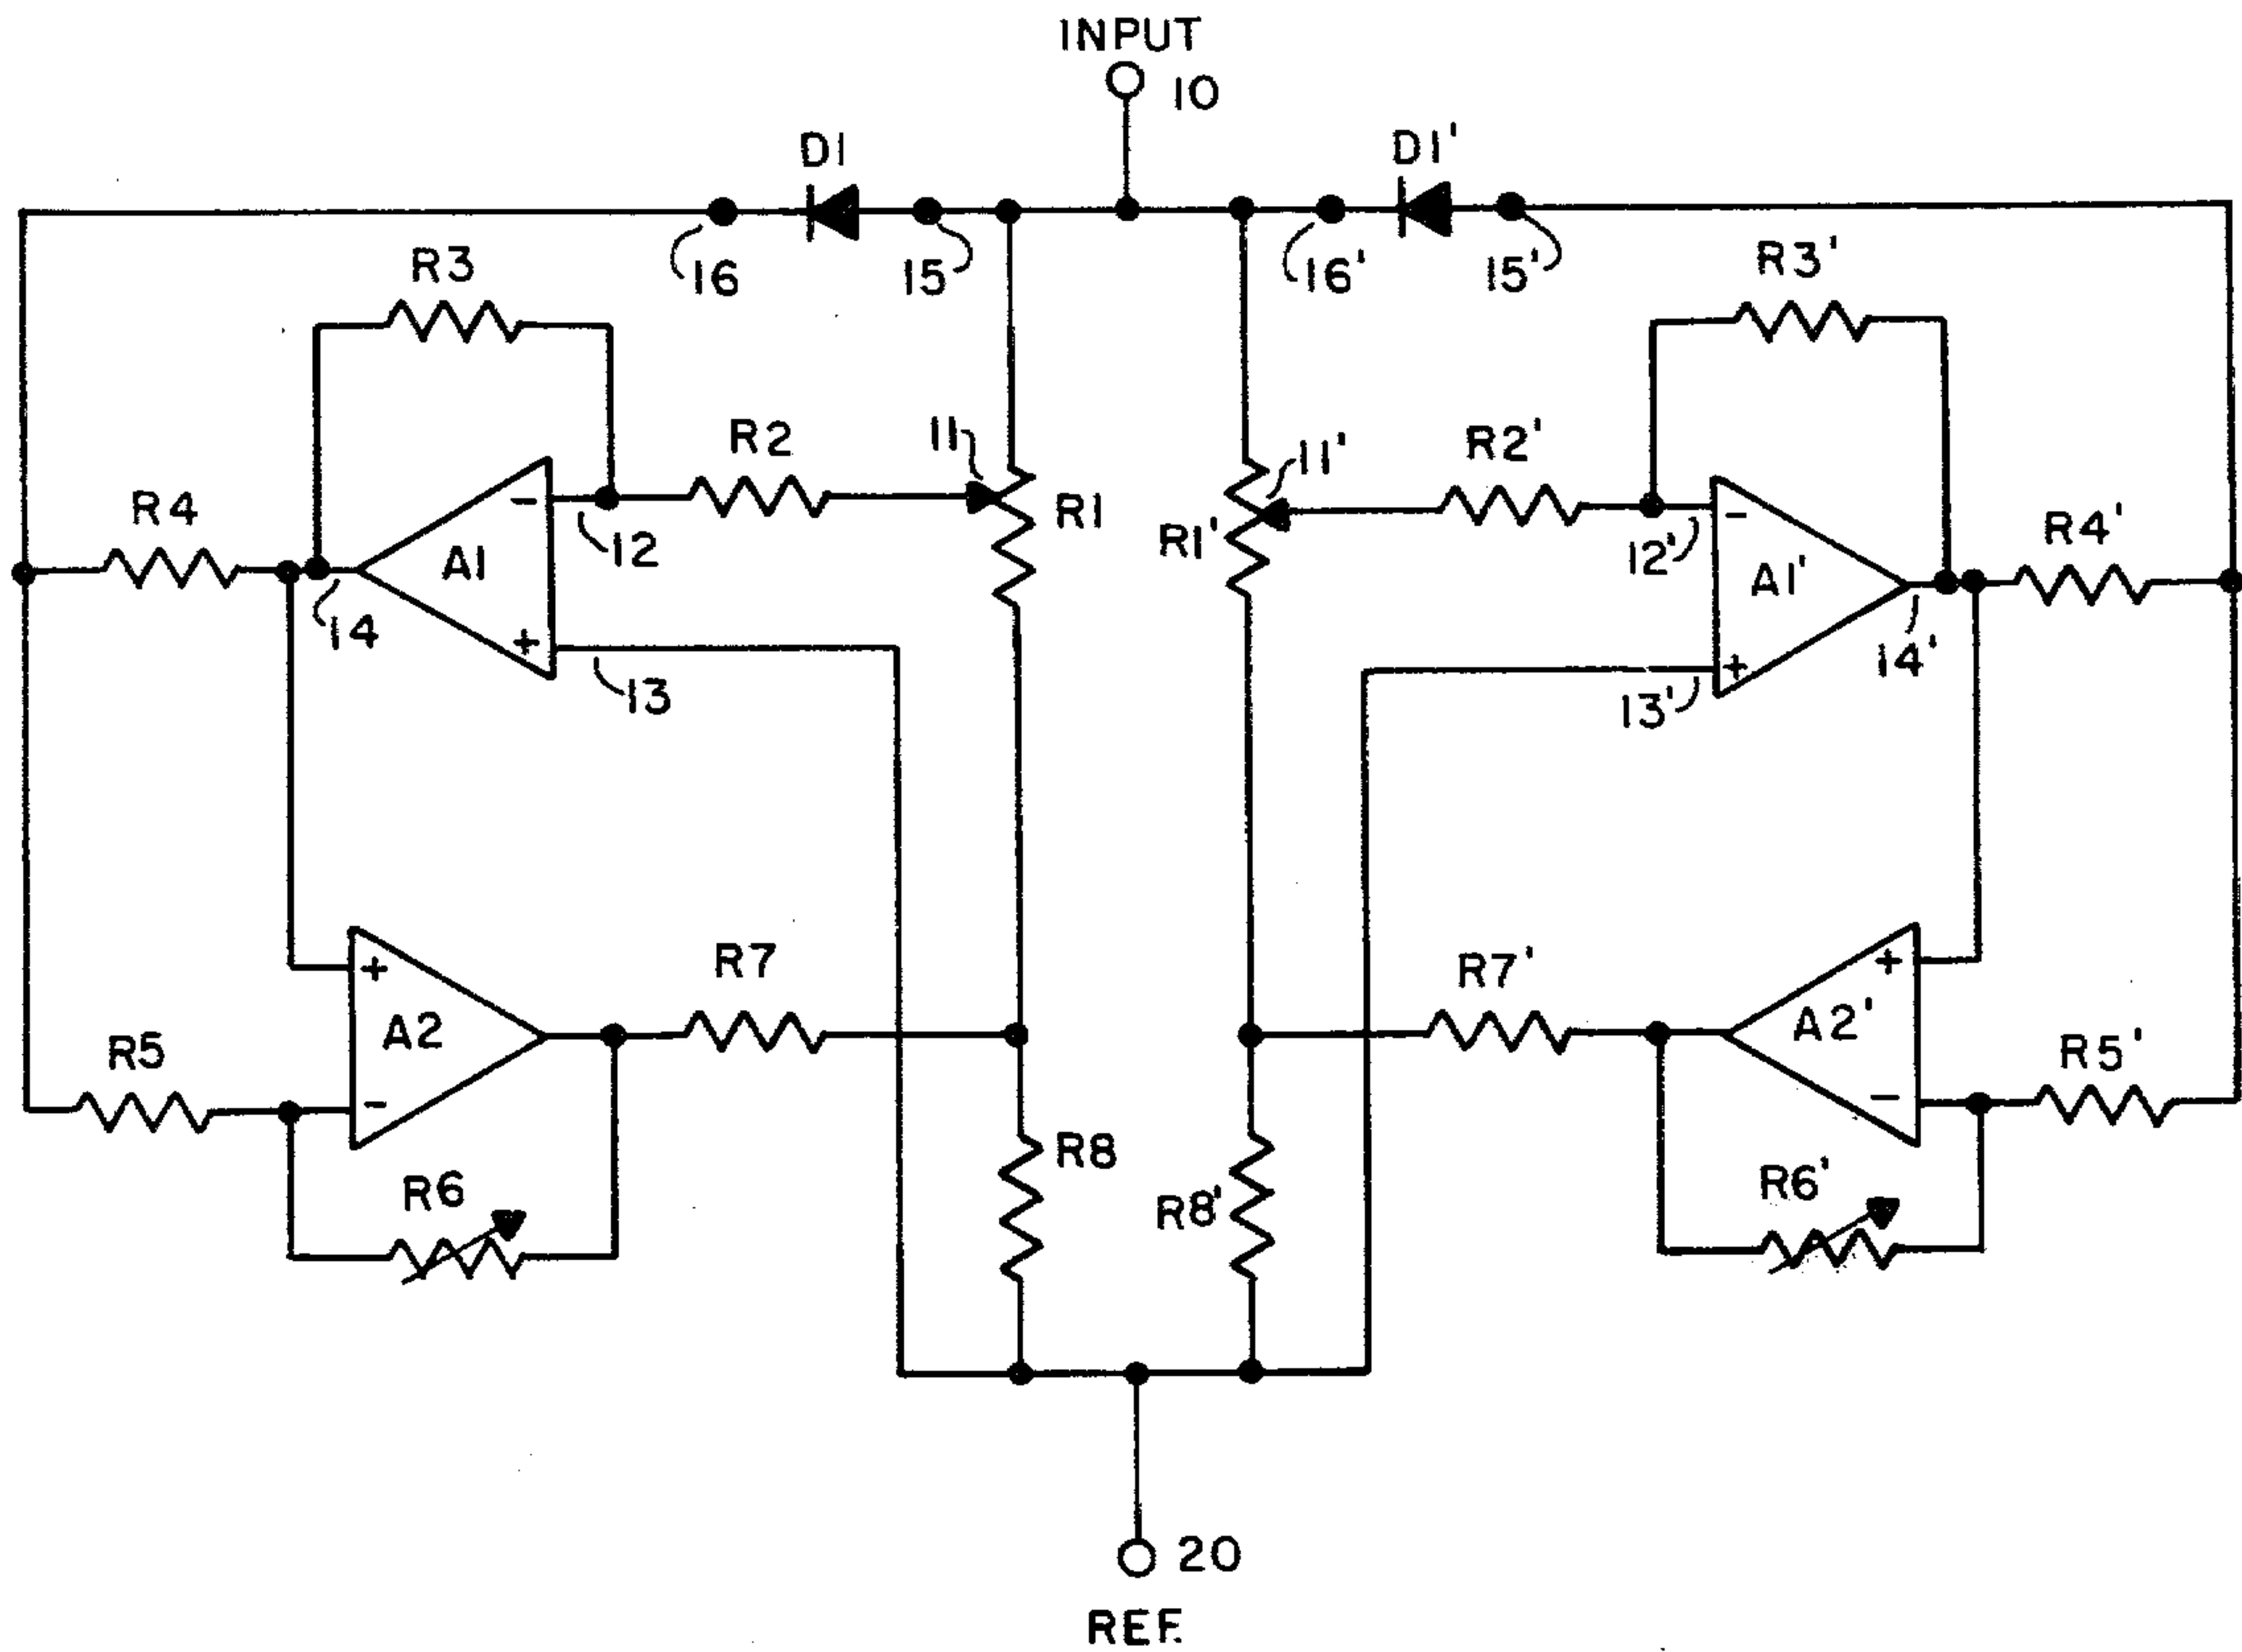 INPUT
10
D1
D1'
16
15
16'
15'
R3
R3'
R2
11
R1
11'
R1'
R2'
R4
R4'
-
12
A1
14
+
13
-
12'
A1'
14'
+
13'
+
A2
-
R5
R7
R6
R8
R7'
+
A2'
-
R5'
R8'
R6'
20
REF.